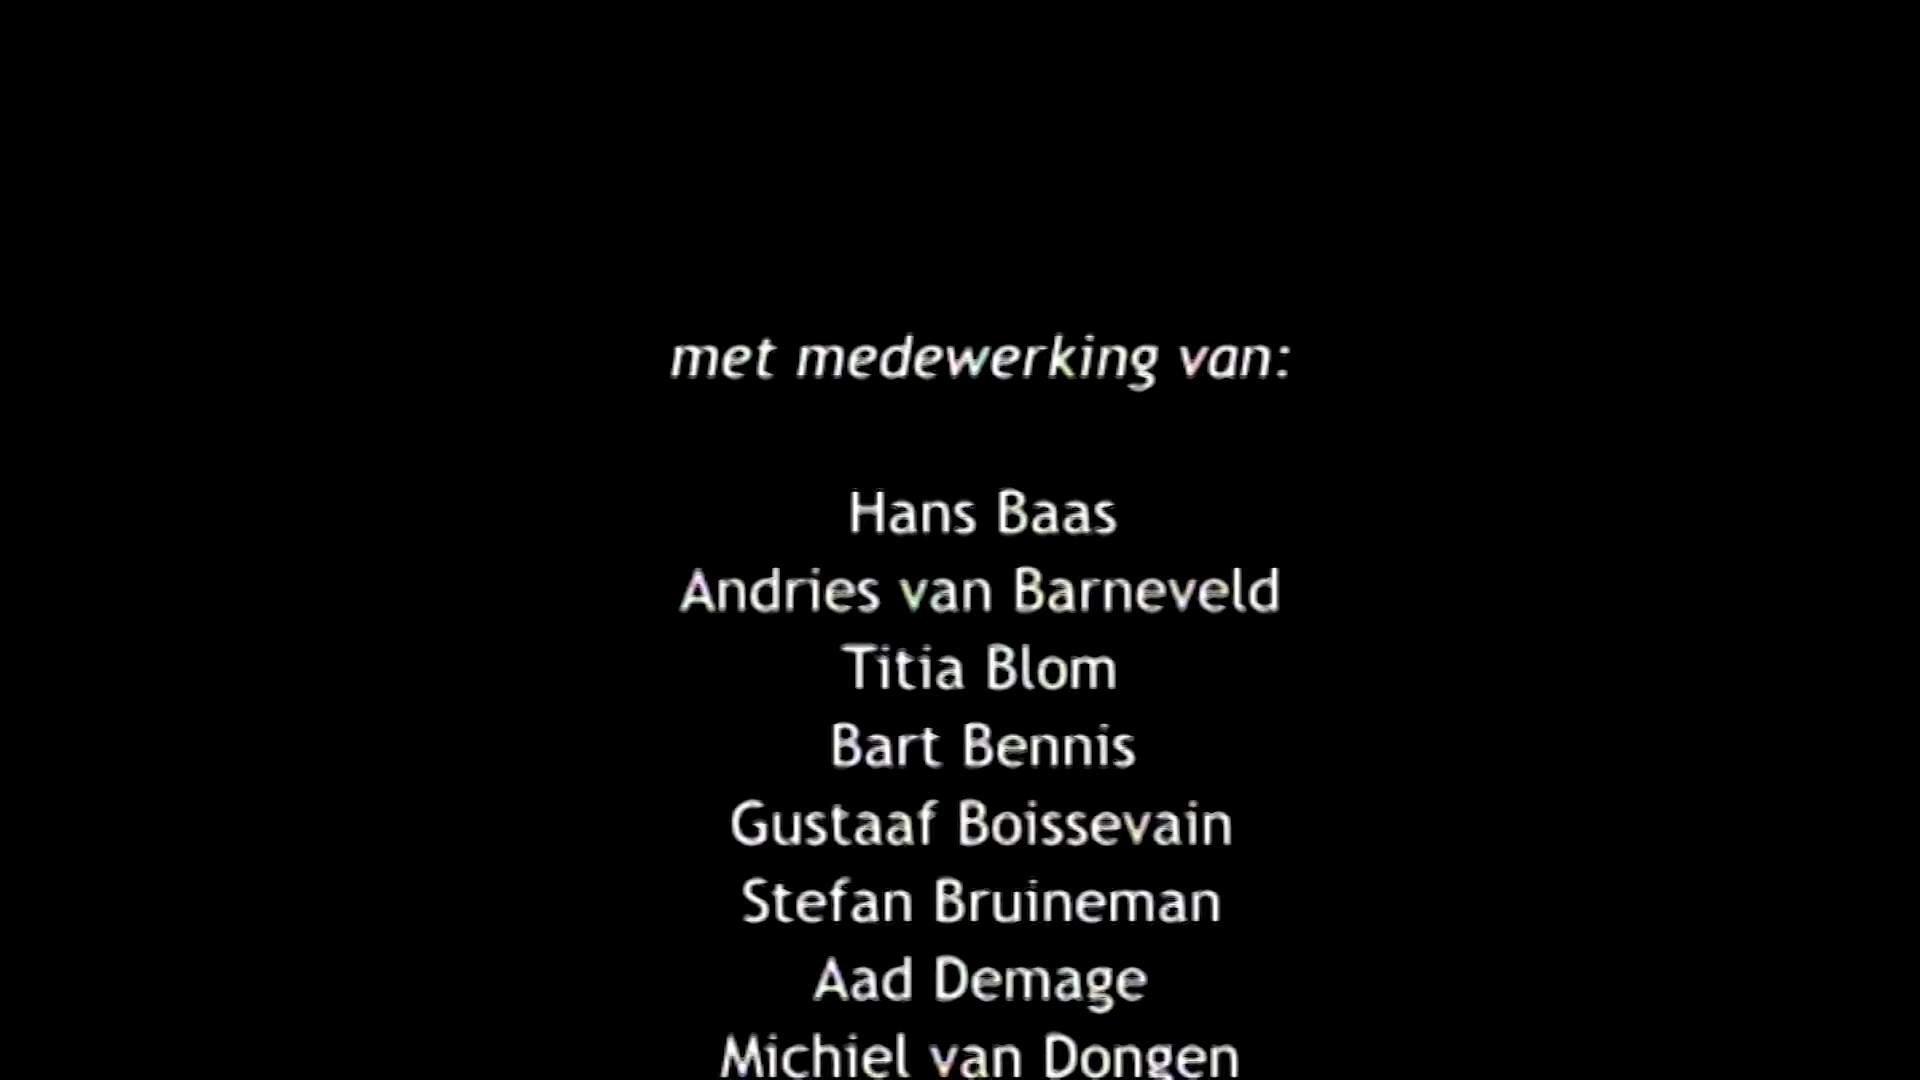 met medewerking van:
Hans Baas
Andries van Barneveld
Titia Blom
Bart Bennis
Gustaaf Boissevain
Stefan Bruineman
Aad Demage
Michiel van Dongen